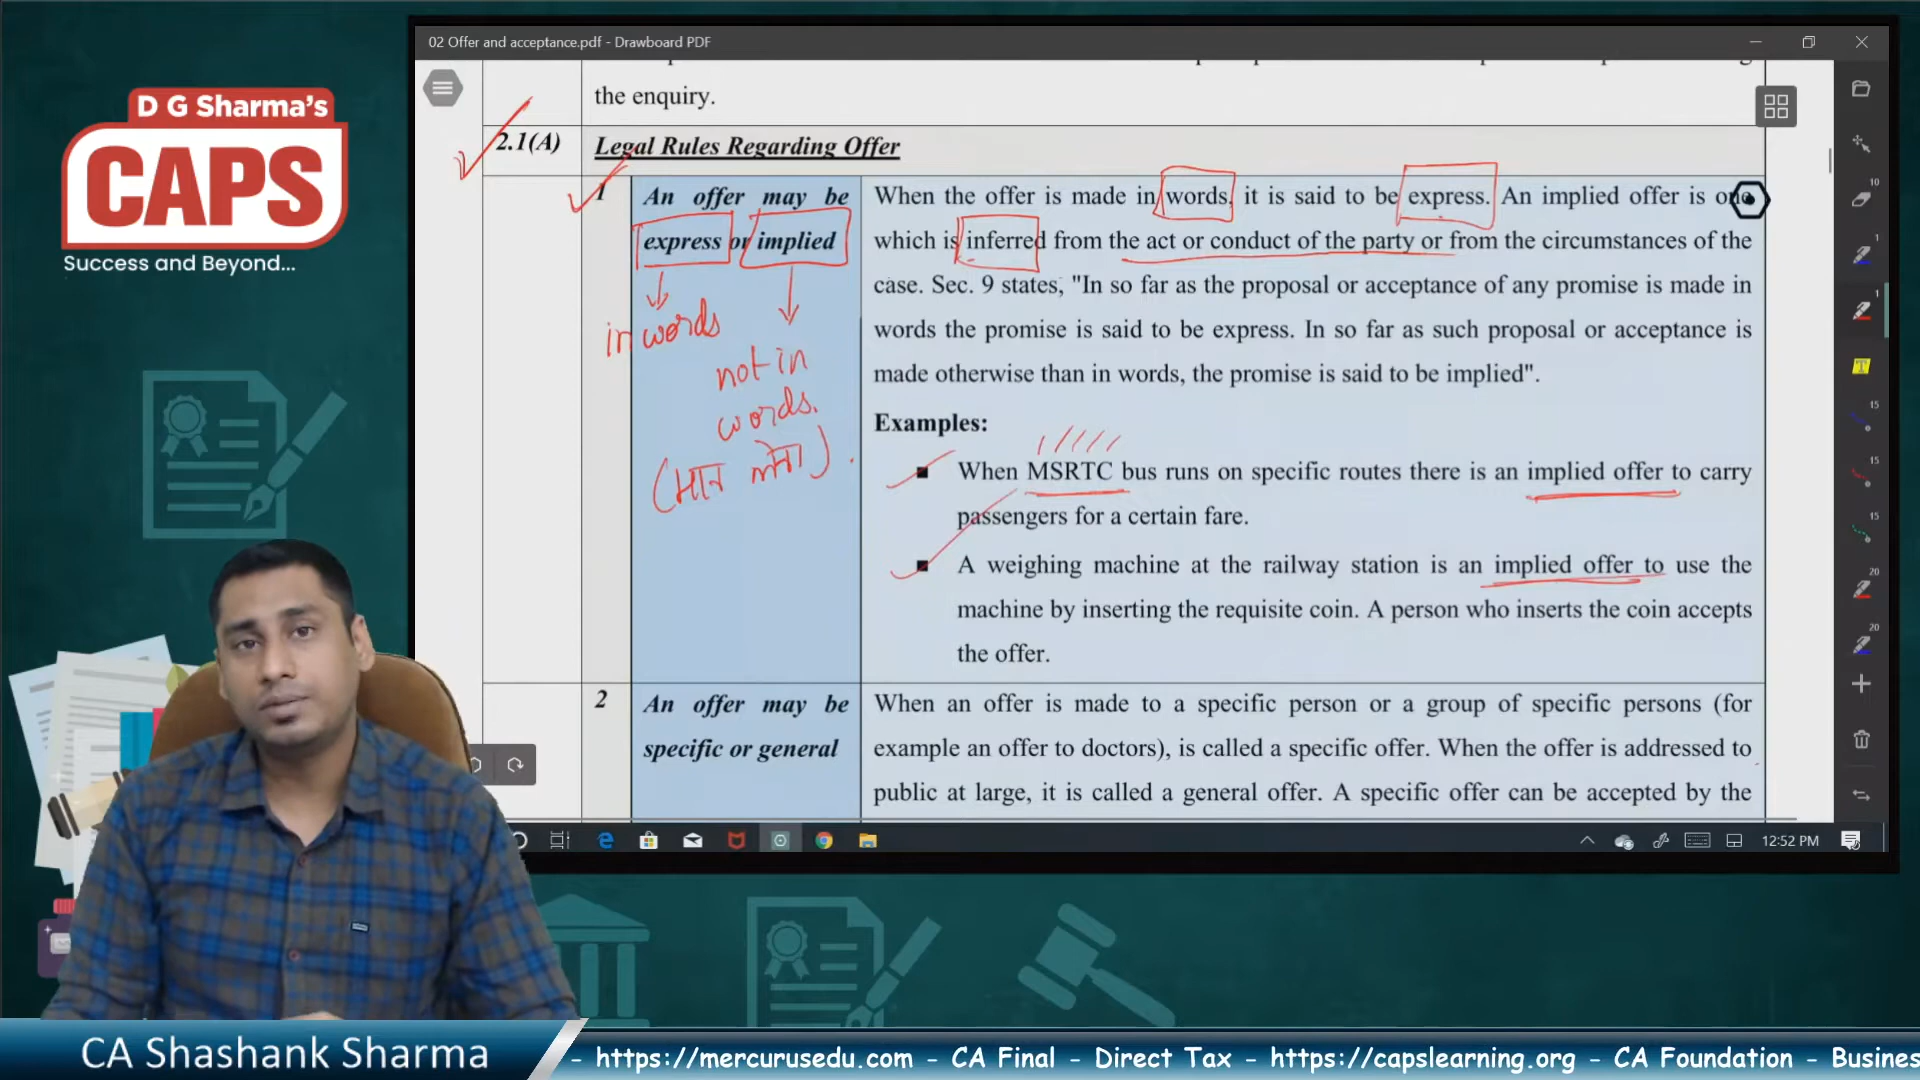 D G Sharma's
CAPS
Success and Beyond...
02 Offer and acceptance.pdf - Drawboard PDF
the enquiry.
2.1(A) Legal Rules Regarding Offer
1 An offer may be express or implied
in words
not in
words.
When the offer is made in words, it is said to be express. An implied offer is one
which is inferred from the act or conduct of the party or from the circumstances of the
case. Sec. 9 states, "In so far as the proposal or acceptance of any promise is made in
words the promise is said to be express. In so far as such proposal or acceptance is
made otherwise than in words, the promise is said to be implied".
Examples:
When MSRTC bus runs on specific routes there is an implied offer to carry
passengers for a certain fare.
A weighing machine at the railway station is an implied offer to use the
machine by inserting the requisite coin. A person who inserts the coin accepts
the offer.
2 An offer may be
specific or general
When an offer is made to a specific person or a group of specific persons (for
example an offer to doctors), is called a specific offer. When the offer is addressed to
public at large, it is called a general offer. A specific offer can be accepted by the
10
1
1
15
15
15
20
20
12:52 PM
CA Shashank Sharma
- https://mercurusedu.com - CA Final - Direct Tax - https://capslearning.org - CA Foundation - Busines